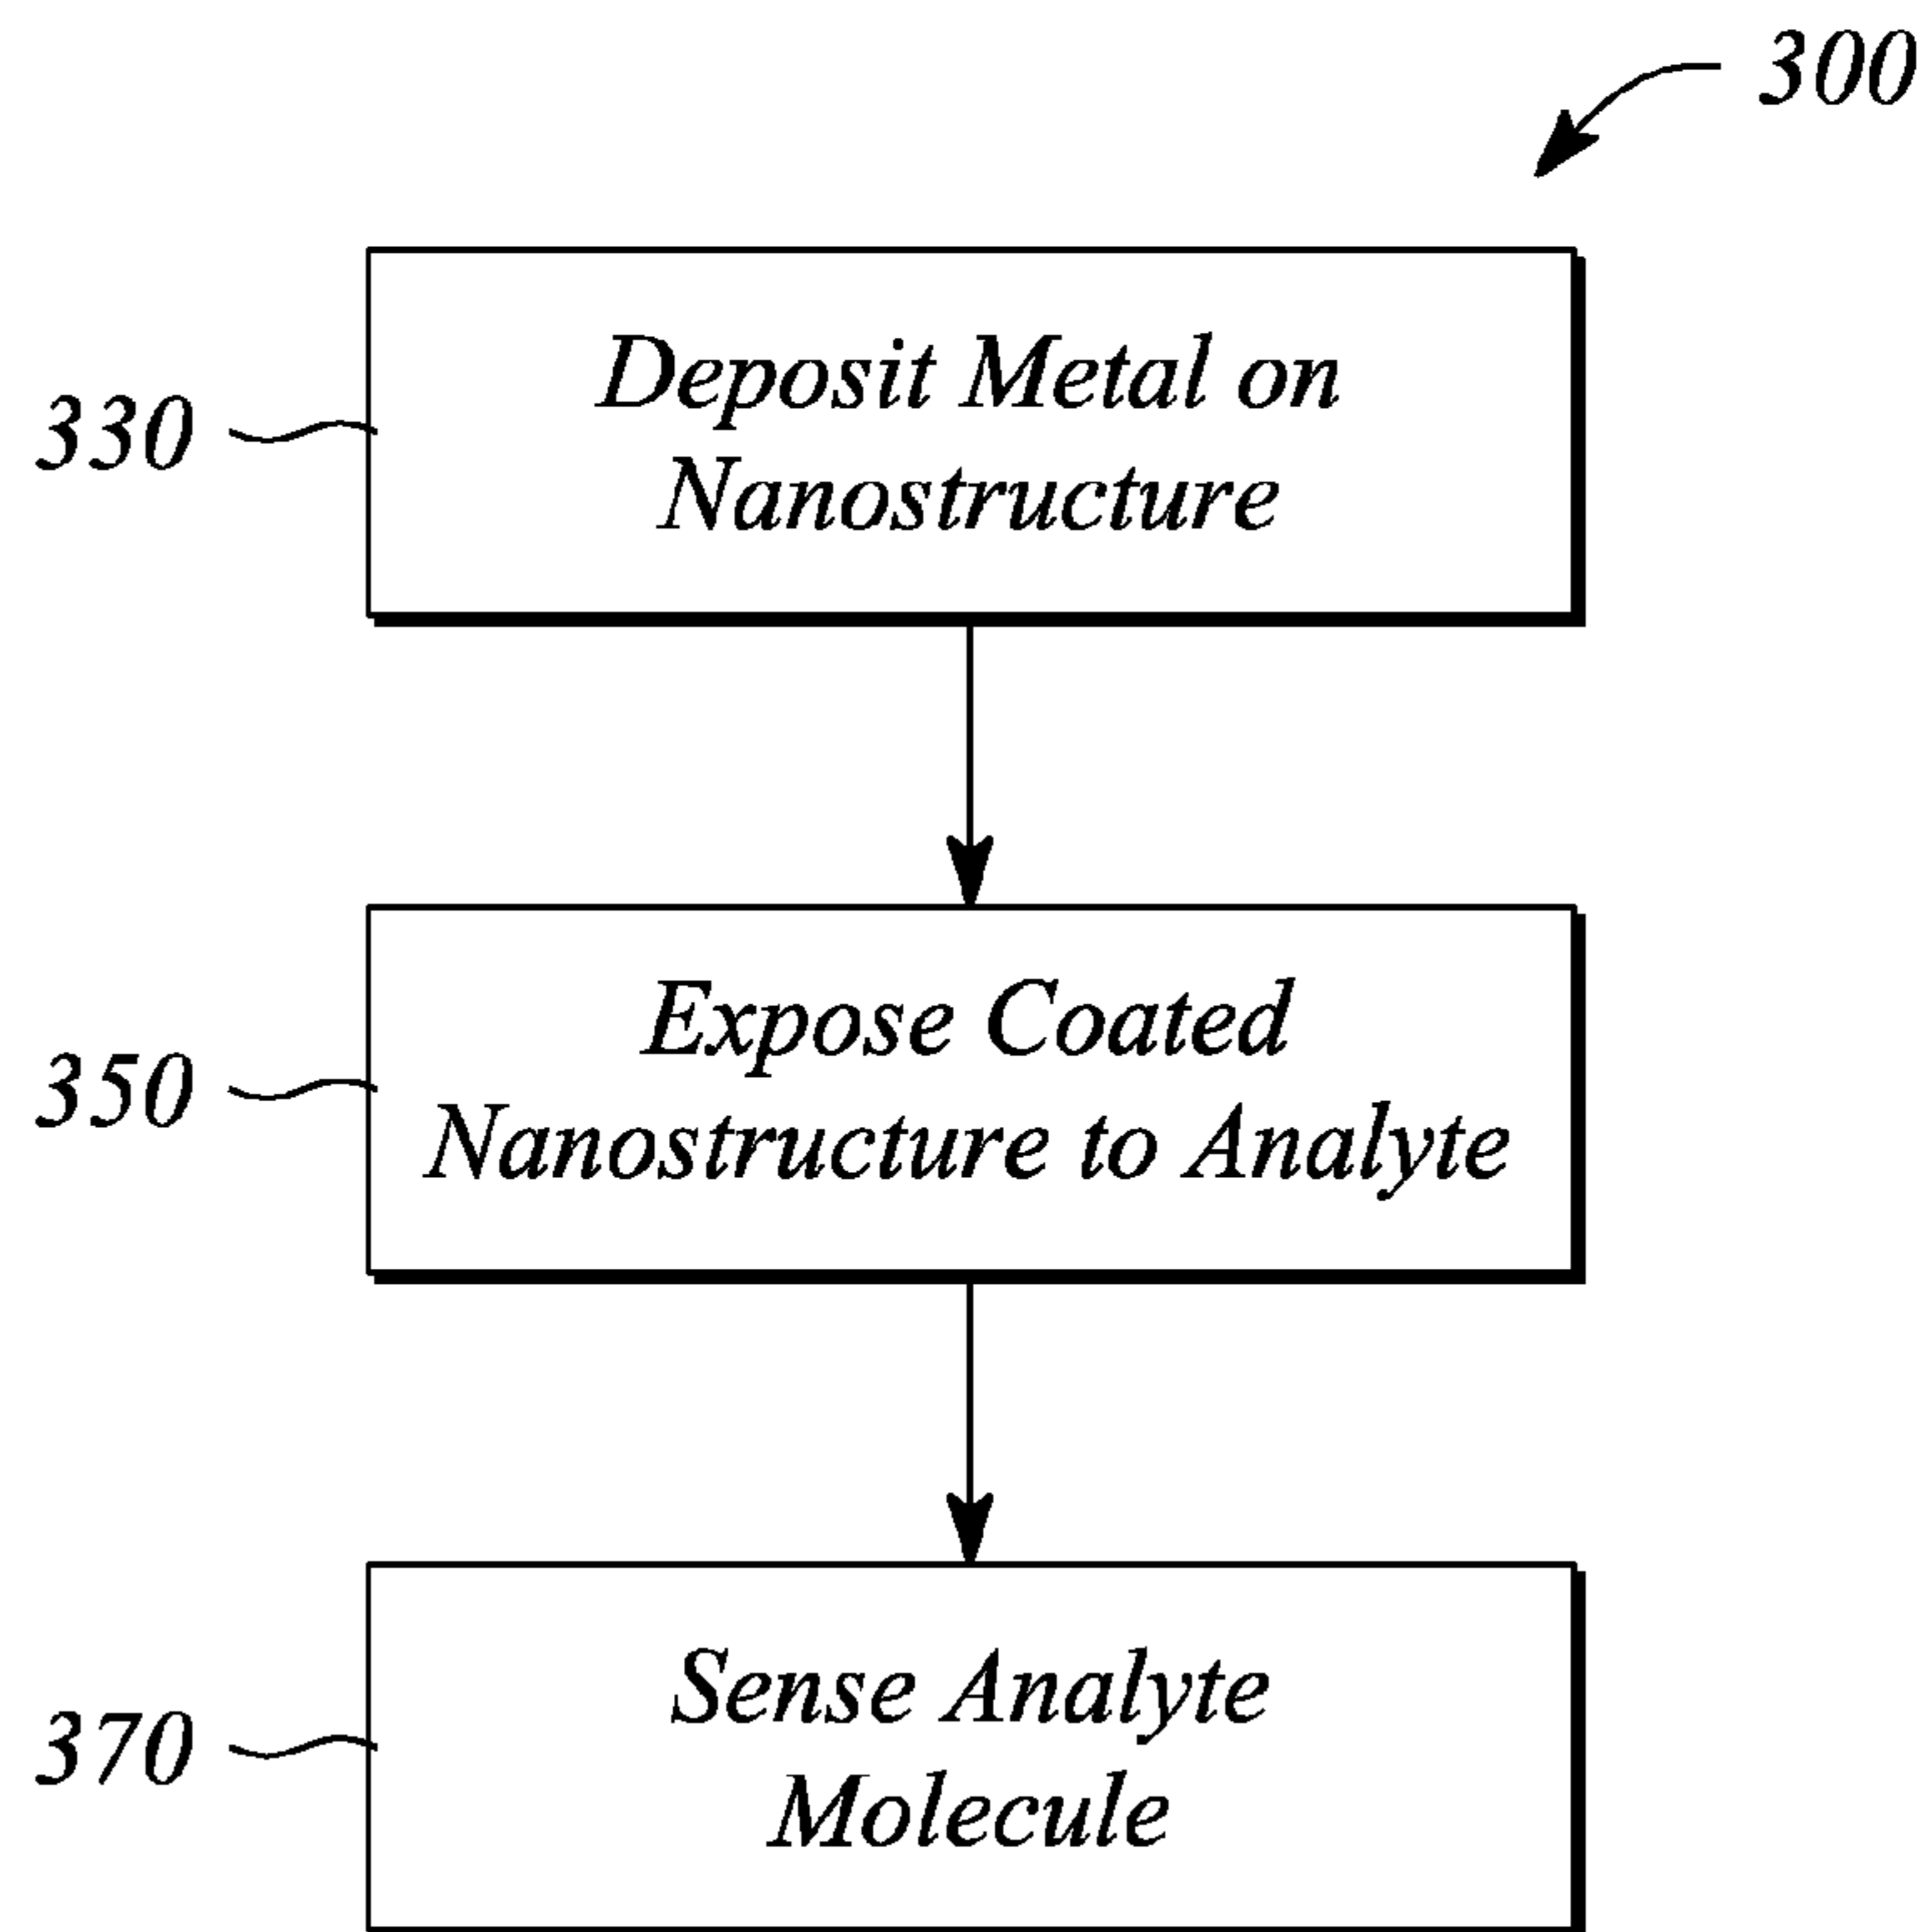 300
330
Deposit Metal on
Nanostructure
350
Expose Coated
Nanostructure to Analyte
370
Sense Analyte
Molecule